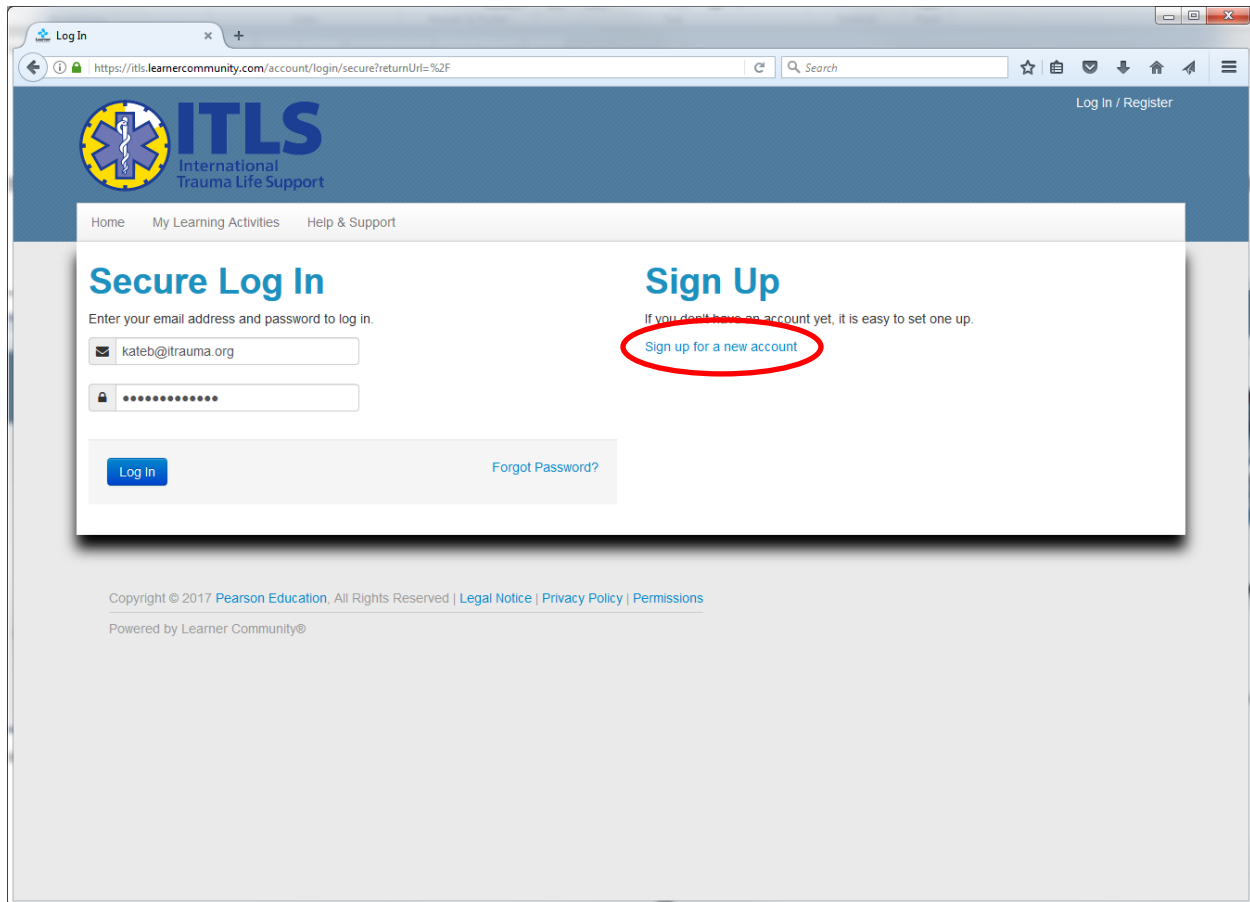 Log In
https://itls.learnercommunity.com/account/login/secure?returnUrl=%2F
Search
Log In / Register
ITLS
International
Trauma Life Support
Home My Learning Activities Help & Support
Secure Log In
Enter your email address and password to log in.
kateb@itrauma.org
•••••••••••••
Log In
Forgot Password?
Sign Up
If you don't have an account yet, it is easy to set one up.
Sign up for a new account
Copyright © 2017 Pearson Education, All Rights Reserved | Legal Notice | Privacy Policy | Permissions
Powered by Learner Community®